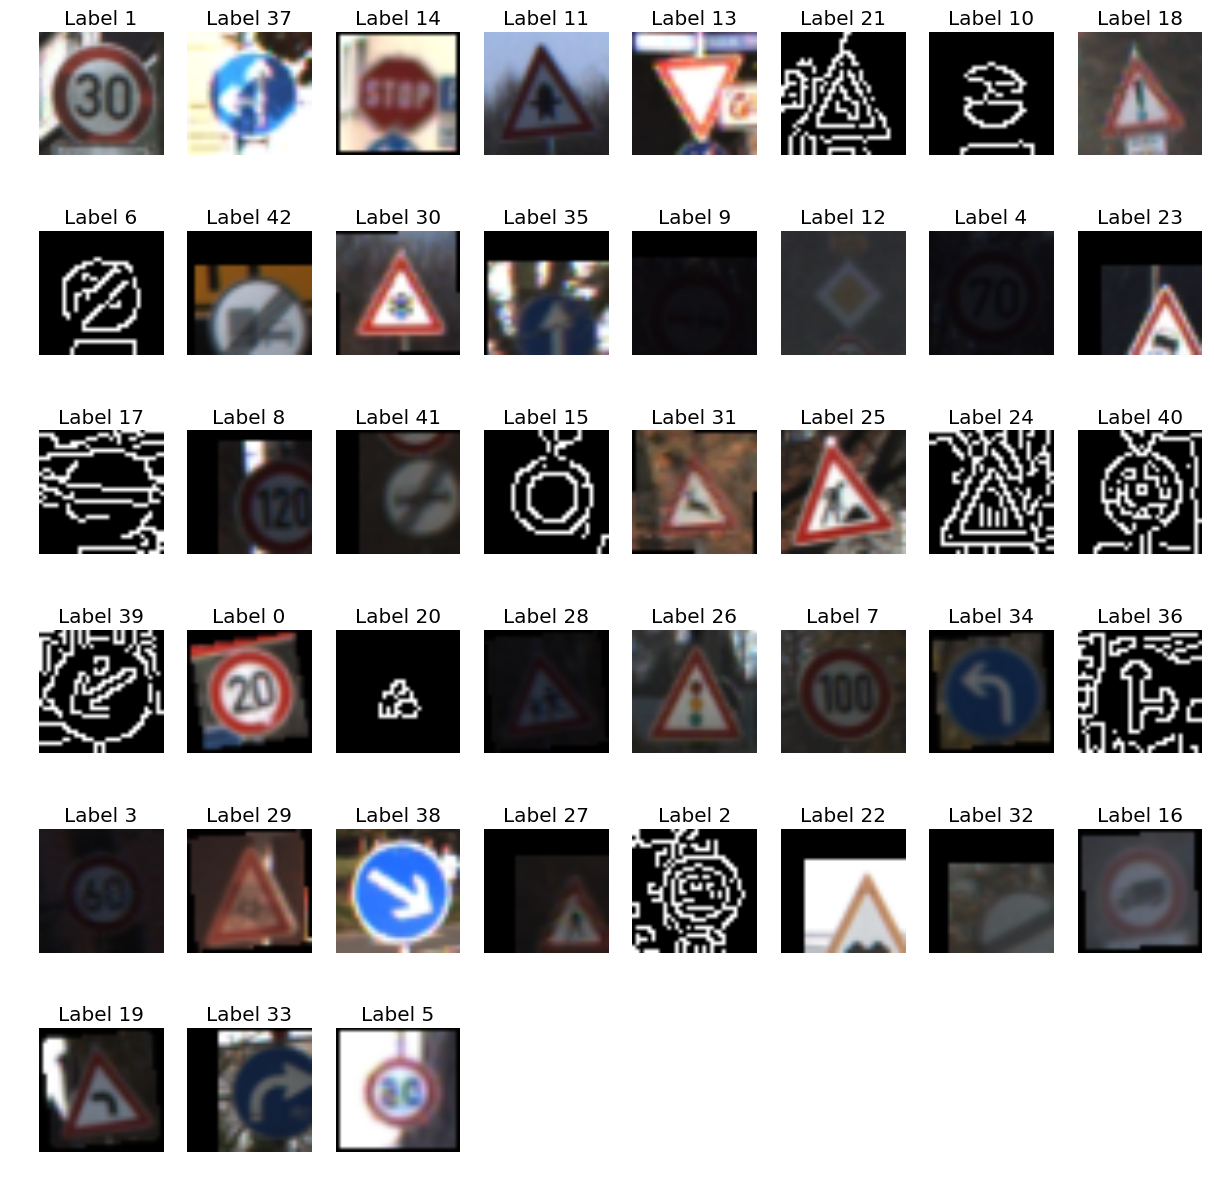 Label 1 Label 37 Label 14 Label 11 Label 13 Label 21 Label 10 Label 18
30 STOP
Label 6 Label 42 Label 30 Label 35 Label 9 Label 12 Label 4 Label 23
70
Label 17 Label 8 Label 41 Label 15 Label 31 Label 25 Label 24 Label 40
120
Label 39 Label 0 Label 20 Label 28 Label 26 Label 7 Label 34 Label 36
20 100
Label 3 Label 29 Label 38 Label 27 Label 2 Label 22 Label 32 Label 16
60
Label 19 Label 33 Label 5
80